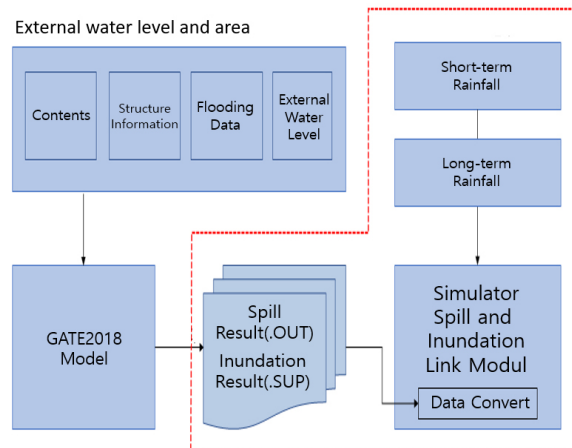 External water level and area
Contents
Structure
Information
Flooding
Data
External
Water
Level
Short-term
Rainfall
Long-term
Rainfall
GATE2018
Model
Spill
Result(.OUT)
Inundation
Result(.SUP)
Simulator
Spill and
Inundation
Link Modul
Data Convert